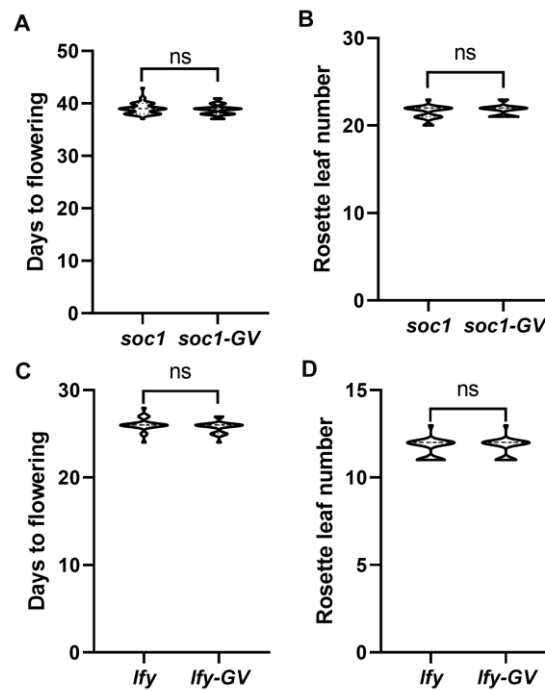 A
Days to flowering
50
40
30
20
10
0
ns
soc1 soc1-GV
B
Rosette leaf number
30
20
10
0
ns
soc1 soc1-GV
C
Days to flowering
30
20
10
0
ns
lfy lfy-GV
D
Rosette leaf number
15
10
5
0
ns
lfy lfy-GV